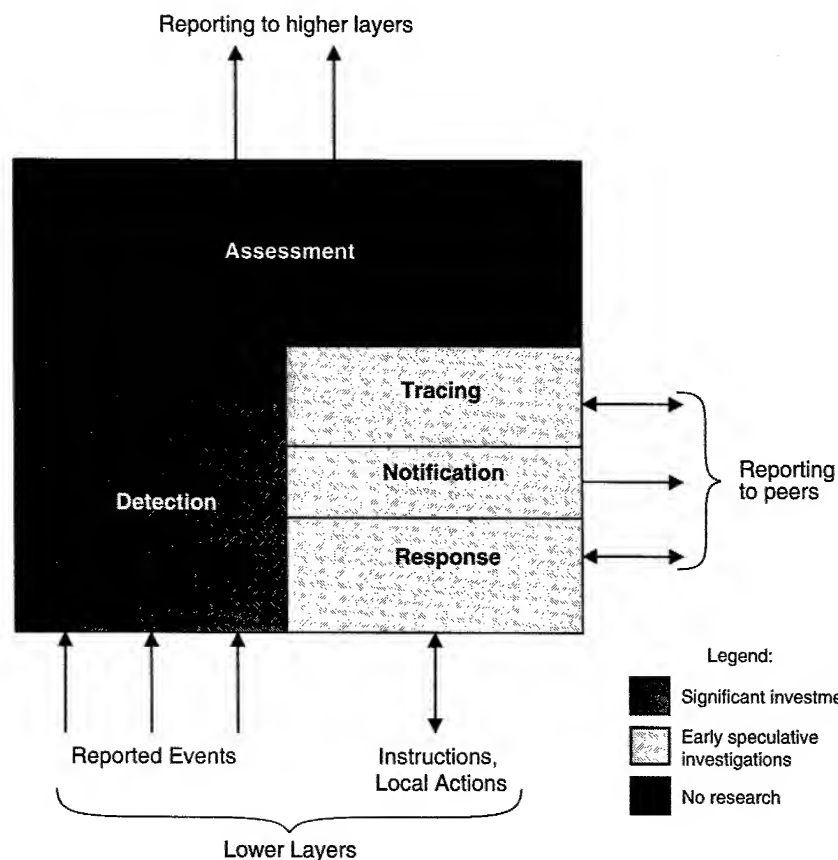 Reporting to higher layers
Assessment
Tracing
Notification
Detection
Response
Reporting
to peers
Legend:
Significant investme
Early speculative
investigations
No research
Reported Events
Instructions,
Local Actions
Lower Layers